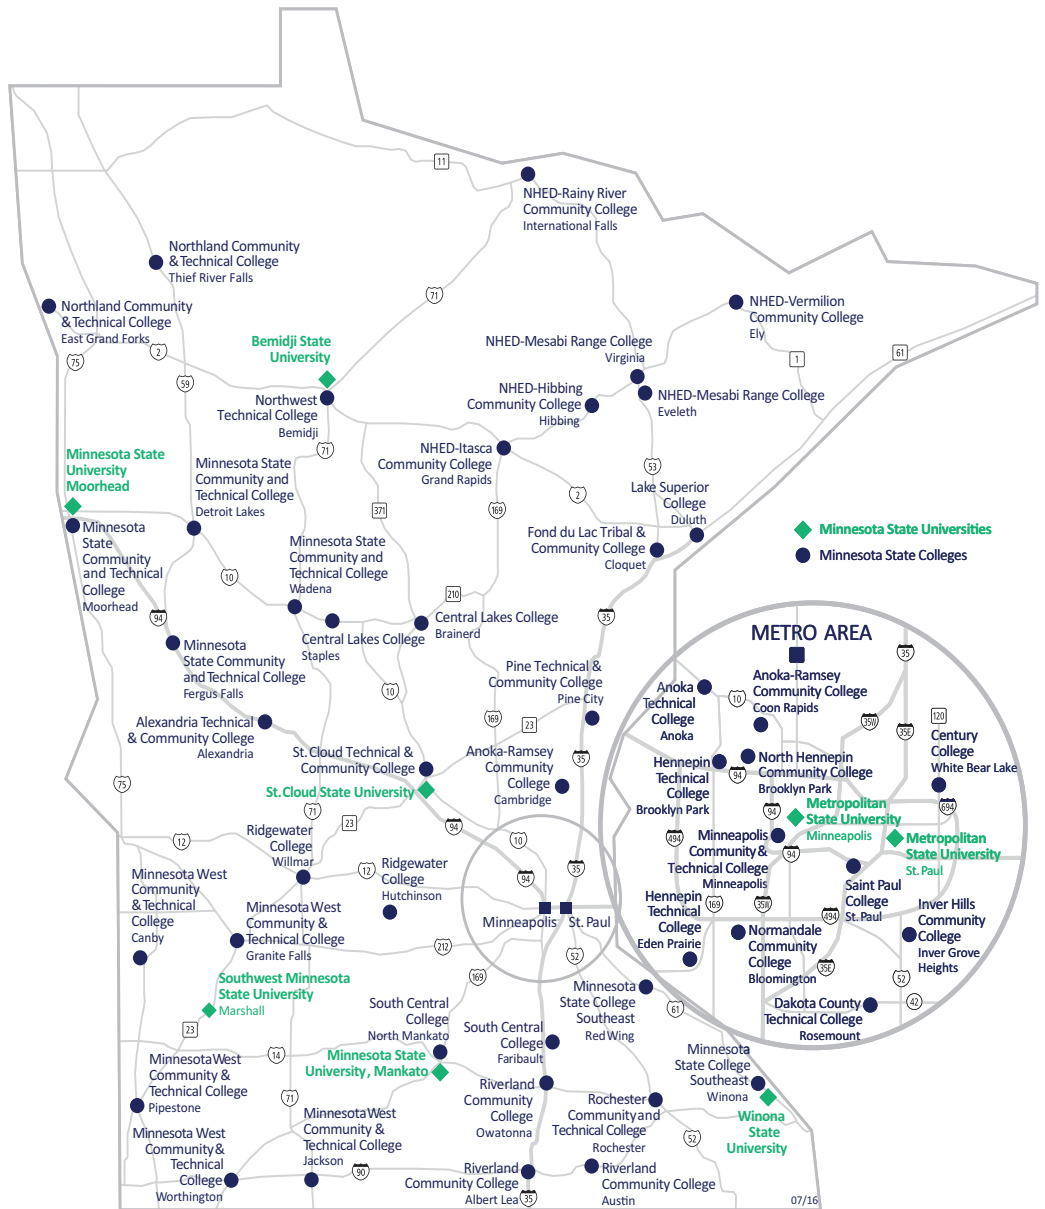 11
NHED-Rainy River
Community College
International Falls
Northland Community
& Technical College
Thief River Falls
71
Northland Community
& Technical College
East Grand Forks
75
2
59
Bemidji State
University
Northwest
Technical College
Bemidji
71
NHED-Vermilion
Community College
Ely
1
61
NHED-Mesabi Range College
Virginia
NHED-Mesabi Range College
Eveleth
NHED-Hibbing
Community College
Hibbing
NHED-Itasca
Community College
Grand Rapids
53
2
169
371
Lake Superior
College
Duluth
Fond du Lac Tribal &
Community College
Cloquet
Minnesota State
University
Moorhead
Minnesota
State
Community
and Technical
College
Moorhead
Minnesota State
Community and
Technical College
Detroit Lakes
Minnesota State
Community and
Technical College
Wadena
10
94
210
35
Central Lakes College
Staples
Central Lakes College
Brainerd
Minnesota
State Community
and Technical College
Fergus Falls
10
169
23
35
Pine Technical &
Community College
Pine City
Alexandria Technical
& Community College
Alexandria
St. Cloud Technical &
Community College
St. Cloud State University
Anoka-Ramsey
Community
College
Cambridge
75
71
23
94
10
12
12
94
35
Ridgewater
College
Willmar
Ridgewater
College
Hutchinson
Minnesota West
Community
& Technical
College
Canby
Minnesota West
Community &
Technical College
Granite Falls
Minneapolis
St. Paul
212
169
52
Southwest Minnesota
State University
Marshall
23
South Central
College
North Mankato
Minnesota State
University, Mankato
South Central
College
Faribault
Minnesota
State College
Southeast
Red Wing
61
14
71
Minnesota West
Community &
Technical College
Pipestone
Minnesota West
Community &
Technical
College
Worthington
Minnesota West
Community &
Technical College
Jackson
90
Riverland
Community
College
Owatonna
Rochester
Community and
Technical College
Rochester
Minnesota
State College
Southeast
Winona
Winona
State
University
52
Riverland
Community College
Albert Lea
35
Riverland
Community College
Austin
07/16
Minnesota State Universities
Minnesota State Colleges
METRO AREA
35
Anoka
Technical
College
Anoka
10
Anoka-Ramsey
Community College
Coon Rapids
35W
35E
120
Century
College
White Bear Lake
Hennepin
Technical
College
Brooklyn Park
94
North Hennepin
Community College
Brooklyn Park
694
94
Metropolitan
State University
Minneapolis
494
Minneapolis
Community &
Technical College
Minneapolis
94
Metropolitan
State University
St. Paul
Saint Paul
College
St. Paul
Hennepin
Technical
College
Eden Prairie
169
35W
494
Inver Hills
Community
College
Inver Grove
Heights
Normandale
Community
College
Bloomington
35E
52
42
Dakota County
Technical College
Rosemount